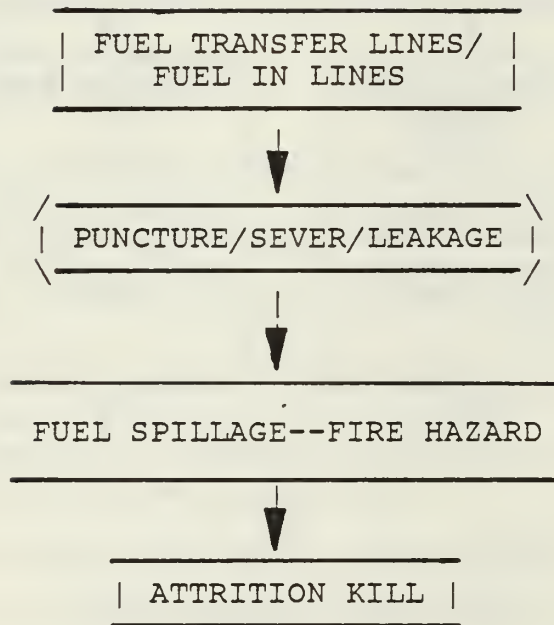 FUEL TRANSFER LINES/
FUEL IN LINES
PUNCTURE/SEVER/LEAKAGE
FUEL SPILLAGE--FIRE HAZARD
ATTRITION KILL